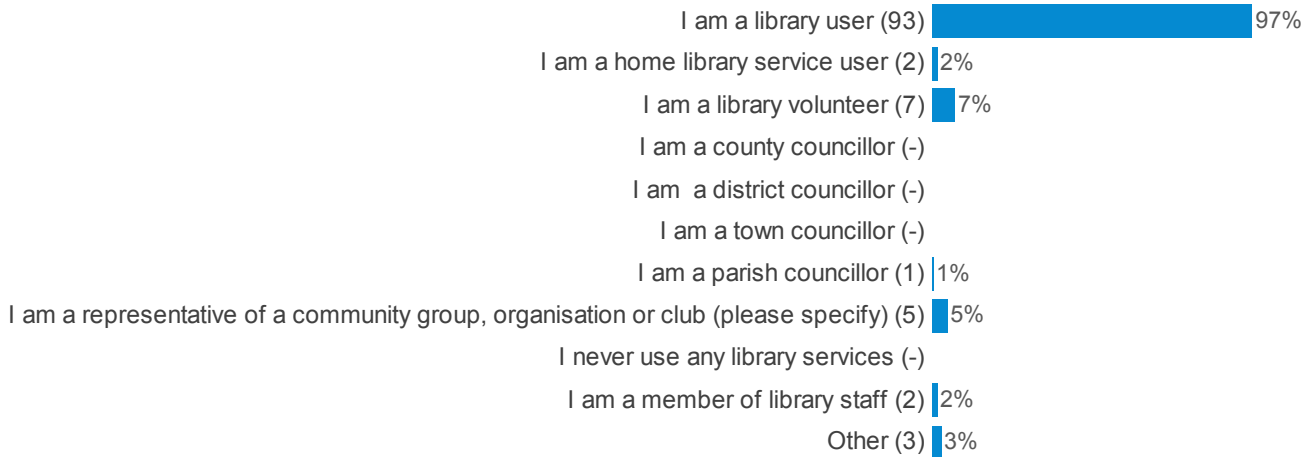 I am a library user (93) 97%
I am a home library service user (2) 2%
I am a library volunteer (7) 7%
I am a county councillor (-)
I am  a district councillor (-)
I am a town councillor (-)
I am a parish councillor (1) 1%
I am a representative of a community group, organisation or club (please specify) (5) 5%
I never use any library services (-)
I am a member of library staff (2) 2%
Other (3) 3%